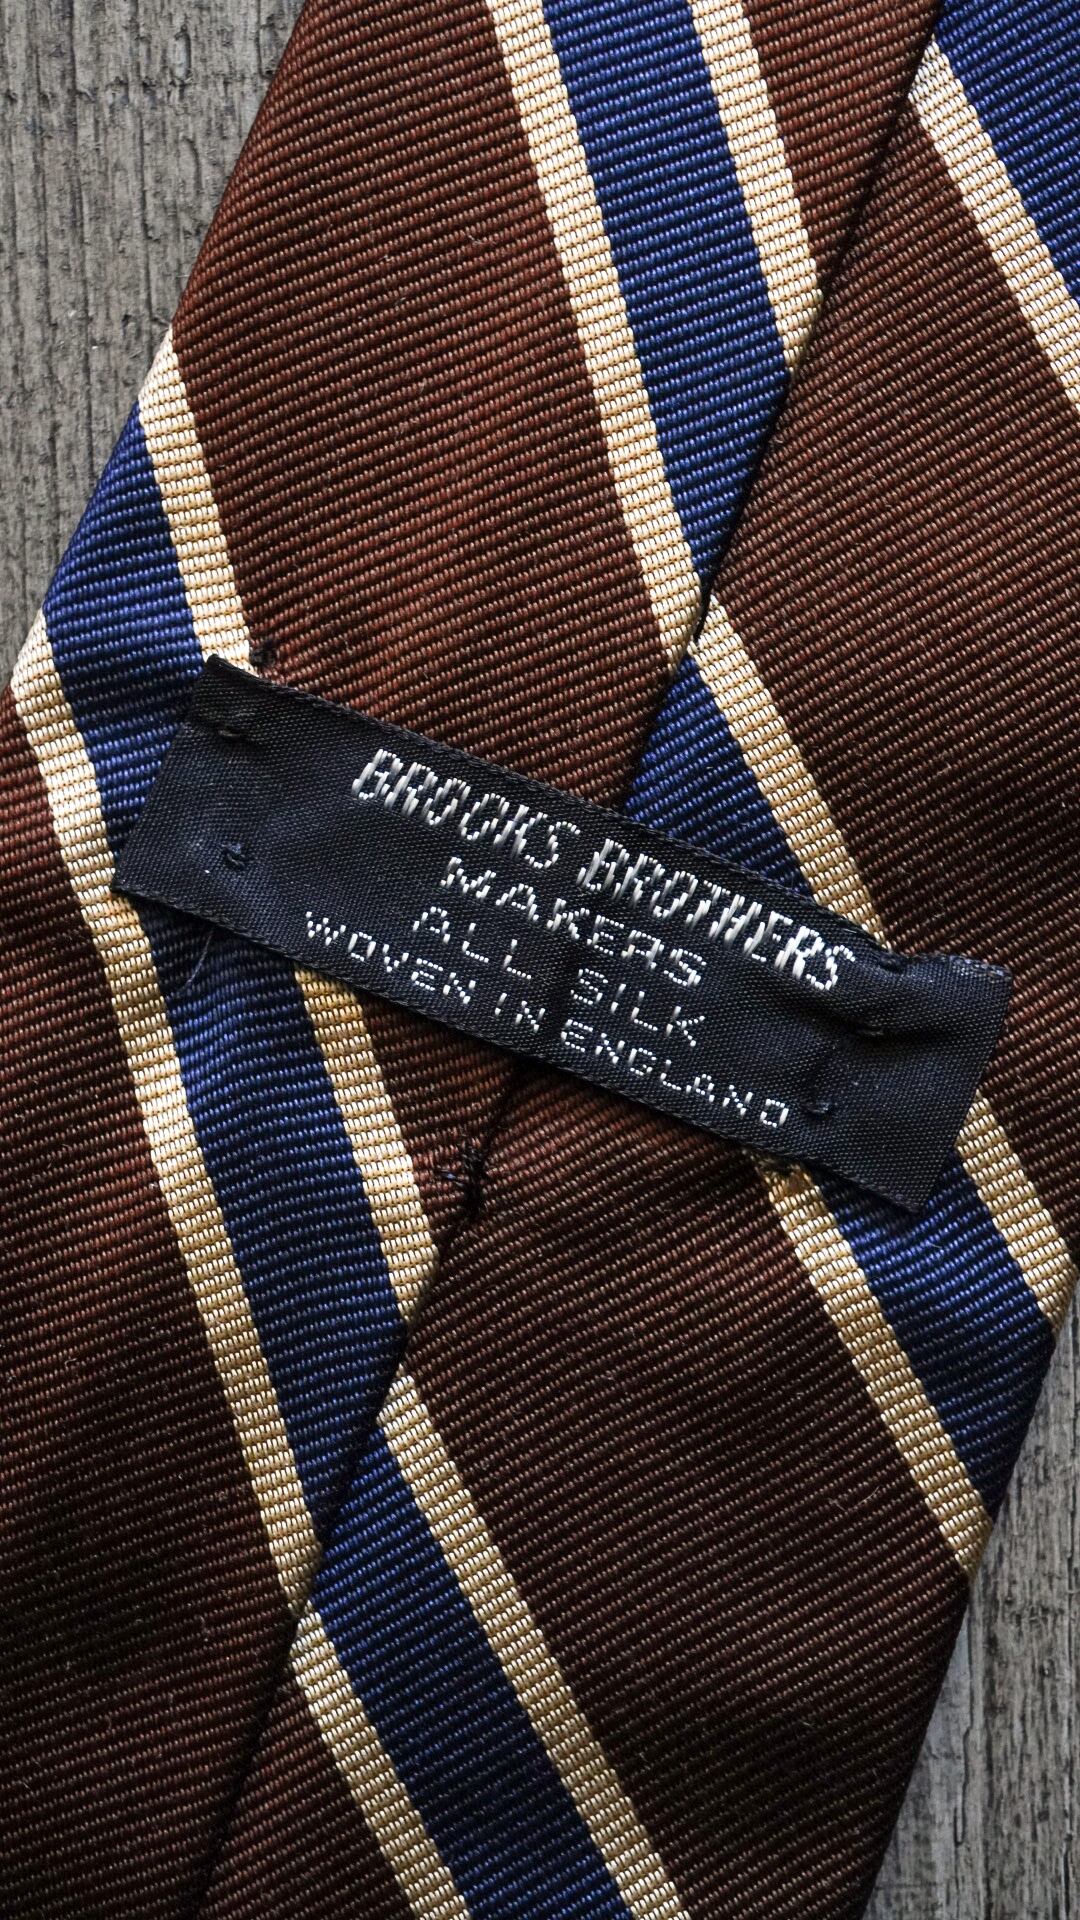 BROOKS BROTHERS
MAKERS
ALL SILK
WOVEN IN ENGLAND